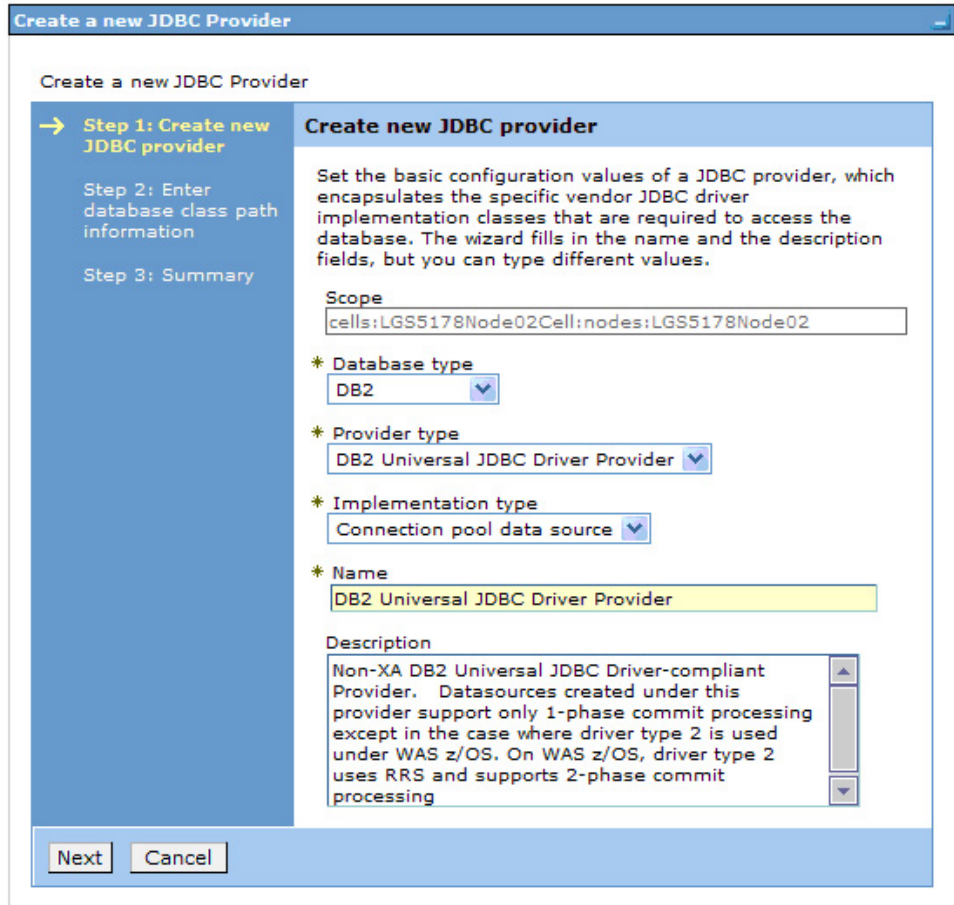 Create a new JDBC Provider
Create a new JDBC Provider
Step 1: Create new
JDBC provider
Step 2: Enter
database class path
information
Step 3: Summary
Create new JDBC provider
Set the basic configuration values of a JDBC provider, which
encapsulates the specific vendor JDBC driver
implementation classes that are required to access the
database. The wizard fills in the name and the description
fields, but you can type different values.
Scope
cells:LGS5178Node02Cell:nodes:LGS5178Node02
* Database type
DB2
* Provider type
DB2 Universal JDBC Driver Provider
* Implementation type
Connection pool data source
* Name
DB2 Universal JDBC Driver Provider
Description
Non-XA DB2 Universal JDBC Driver-compliant
Provider. Datasources created under this
provider support only 1-phase commit processing
except in the case where driver type 2 is used
under WAS z/OS. On WAS z/OS, driver type 2
uses RRS and supports 2-phase commit
processing
Next
Cancel